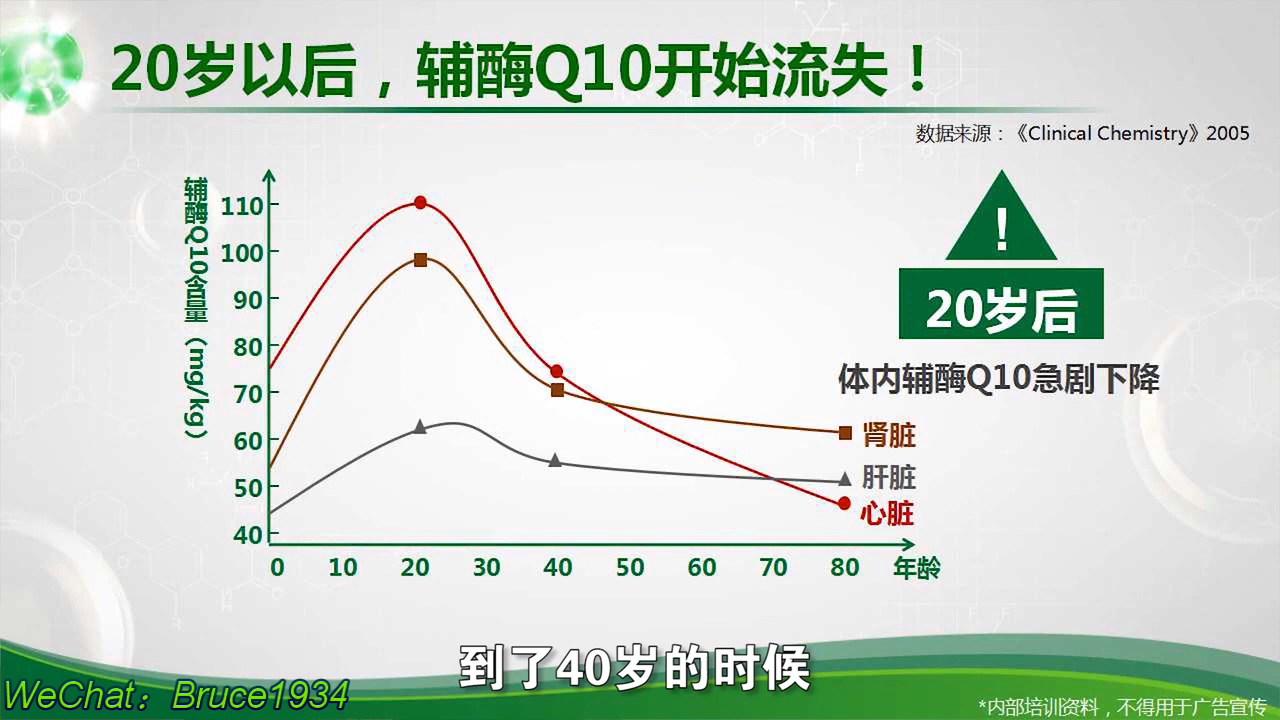 20岁以后，辅酶Q10开始流失！
数据来源：《Clinical Chemistry》2005
辅酶Q10含量（mg/kg）
110
100
90
80
70
60
50
40
0 10 20 30 40 50 60 70 80 年龄
!
20岁后
体内辅酶Q10急剧下降
肾脏
肝脏
心脏
到了40岁的时候
WeChat：Bruce1934
*内部培训资料，不得用于广告宣传